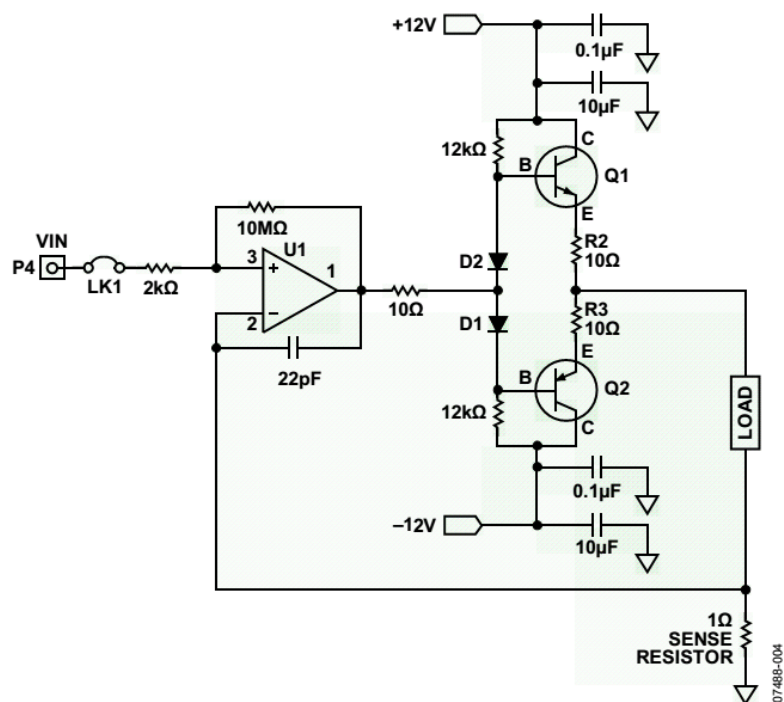 +12V
0.1µF
10µF
12kΩ
C
B
Q1
E
10MΩ
VIN
U1
P4
LK1
2kΩ
3
+
1
2
−
10Ω
D2
R2
10Ω
D1
R3
10Ω
22pF
E
B
Q2
12kΩ
C
LOAD
0.1µF
−12V
10µF
1Ω
SENSE
RESISTOR
07488-004